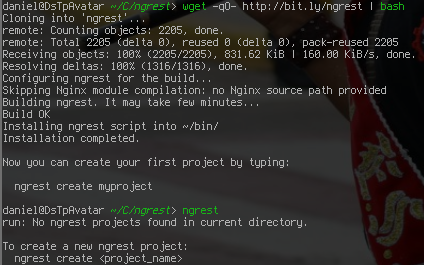 daniel@DsTpAvatar ~/C/ngrest> wget -qO- http://bit.ly/ngrest | bash
Cloning into 'ngrest'...
remote: Counting objects: 2205, done.
remote: Total 2205 (delta 0), reused 0 (delta 0), pack-reused 2205
Receiving objects: 100% (2205/2205), 831.62 KiB | 160.00 KiB/s, done.
Resolving deltas: 100% (1316/1316), done.
Configuring ngrest for the build...
Skipping Nginx module compilation: no Nginx source path provided
Building ngrest. It may take few minutes...
Build OK
Installing ngrest script into ~/bin/
Installation completed.
Now you can create your first project by typing:
ngrest create myproject
daniel@DsTpAvatar ~/C/ngrest> ngrest
run: No ngrest projects found in current directory.
To create a new ngrest project:
ngrest create <project_name>